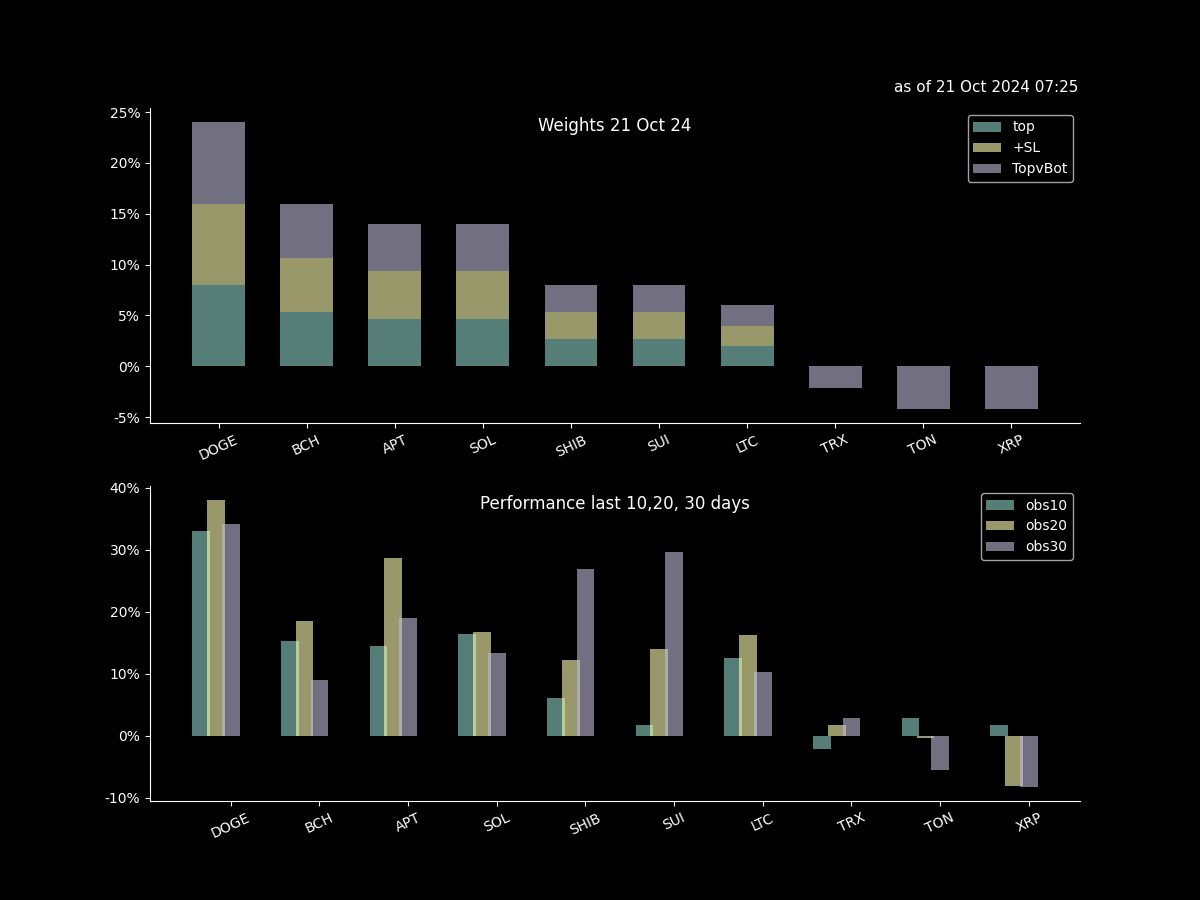 as of 21 Oct 2024 07:25
Weights 21 Oct 24
top
+SL
TopvBot
25%
20%
15%
10%
5%
0%
-5%
DOGE BCH APT SOL SHIB SUI LTC TRX TON XRP
Performance last 10,20, 30 days
obs10
obs20
obs30
40%
30%
20%
10%
0%
-10%
DOGE BCH APT SOL SHIB SUI LTC TRX TON XRP